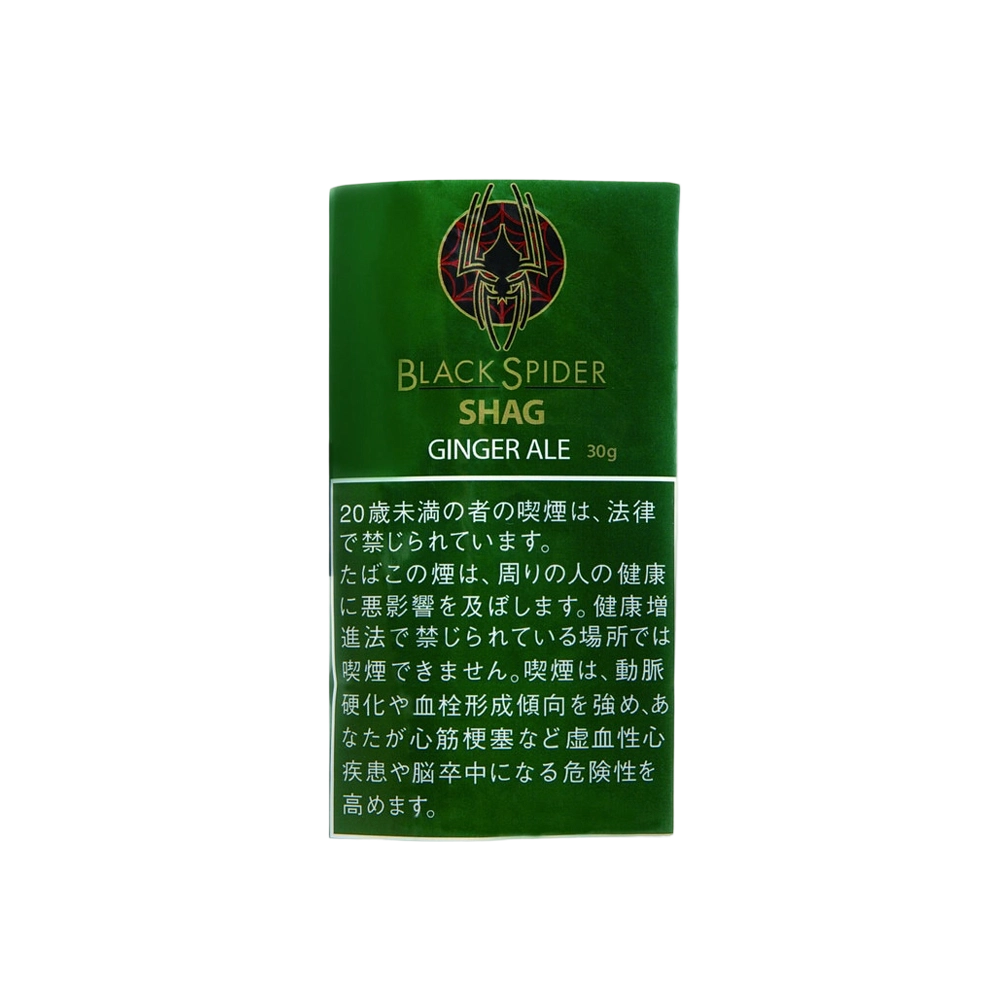 BLACK SPIDER
SHAG
GINGER ALE 30g
20歳未満の者の喫煙は、法律
で禁じられています。
たばこの煙は、周りの人の健康
に悪影響を及ぼします。健康増
進法で禁じられている場所では
喫煙できません。喫煙は、動脈
硬化や血栓形成傾向を強め、あ
なたが心筋梗塞など虚血性心
疾患や脳卒中になる危険性を
高めます。